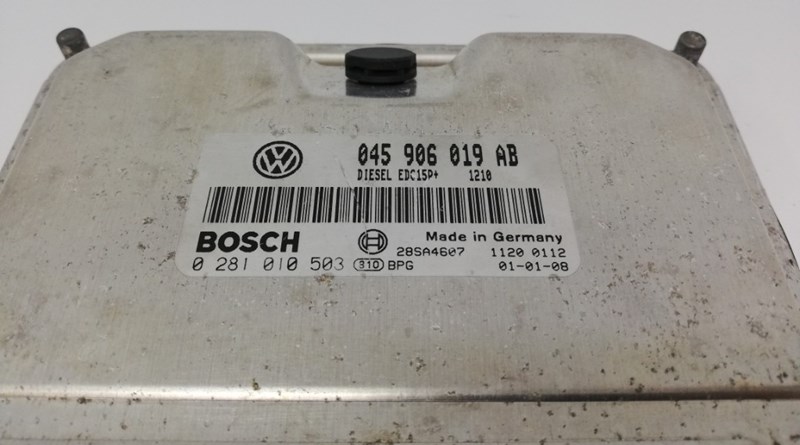 VW 045 906 019 AB
DIESEL EDC15P+ 1210
BOSCH Made in Germany
28SA4607 1120 0112
0 281 010 503 310 BPG 01-01-08